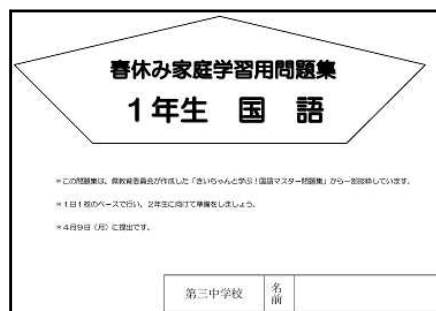 春休み家庭学習用問題集
1年生 国 語
*この問題集は、県教育委員会が作成した「きいちゃんと学ぶ!国語マスター問題集」から一部抜粋しています。
*1日1枚のペースで行い、2年生に向けて準備をしましょう。
*4月9日(月)に提出です。
第三中学校 名前